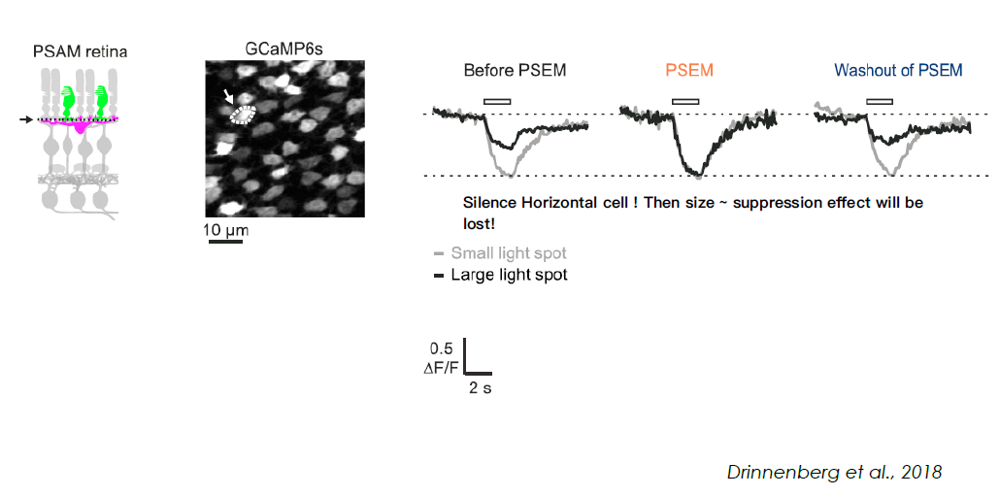 PSAM retina
GCaMP6s
10 µm
Before PSEM
PSEM
Washout of PSEM
Silence Horizontal cell ! Then size ~ suppression effect will be
lost!
Small light spot
Large light spot
0.5
ΔF/F
2 s
Drinnenberg et al., 2018